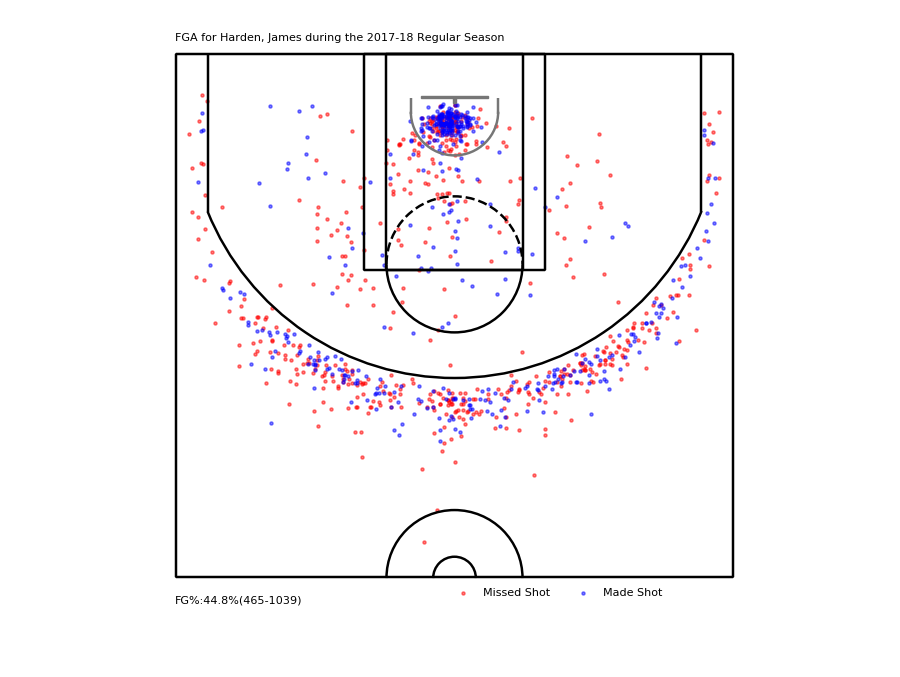 FGA for Harden, James during the 2017-18 Regular Season
Missed Shot
Made Shot
FG%:44.8%(465-1039)